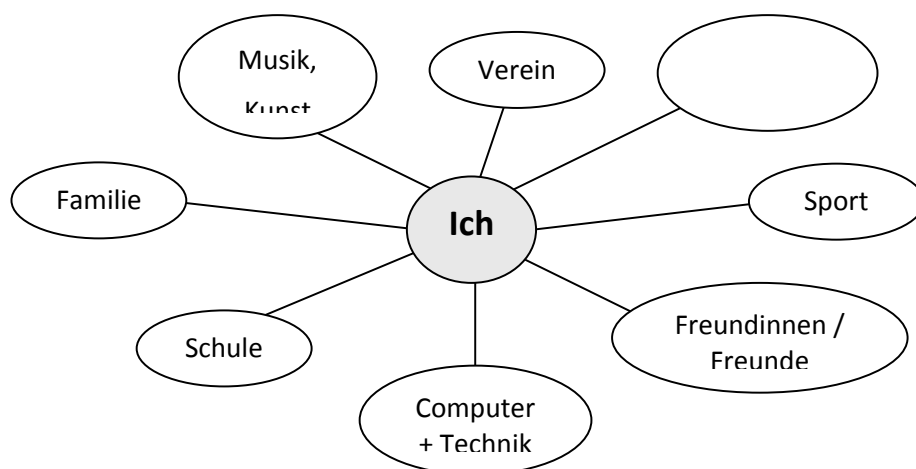 Musik,
Kunst
Verein
Familie
Ich
Sport
Schule
Freundinnen /
Freunde
Computer
+ Technik